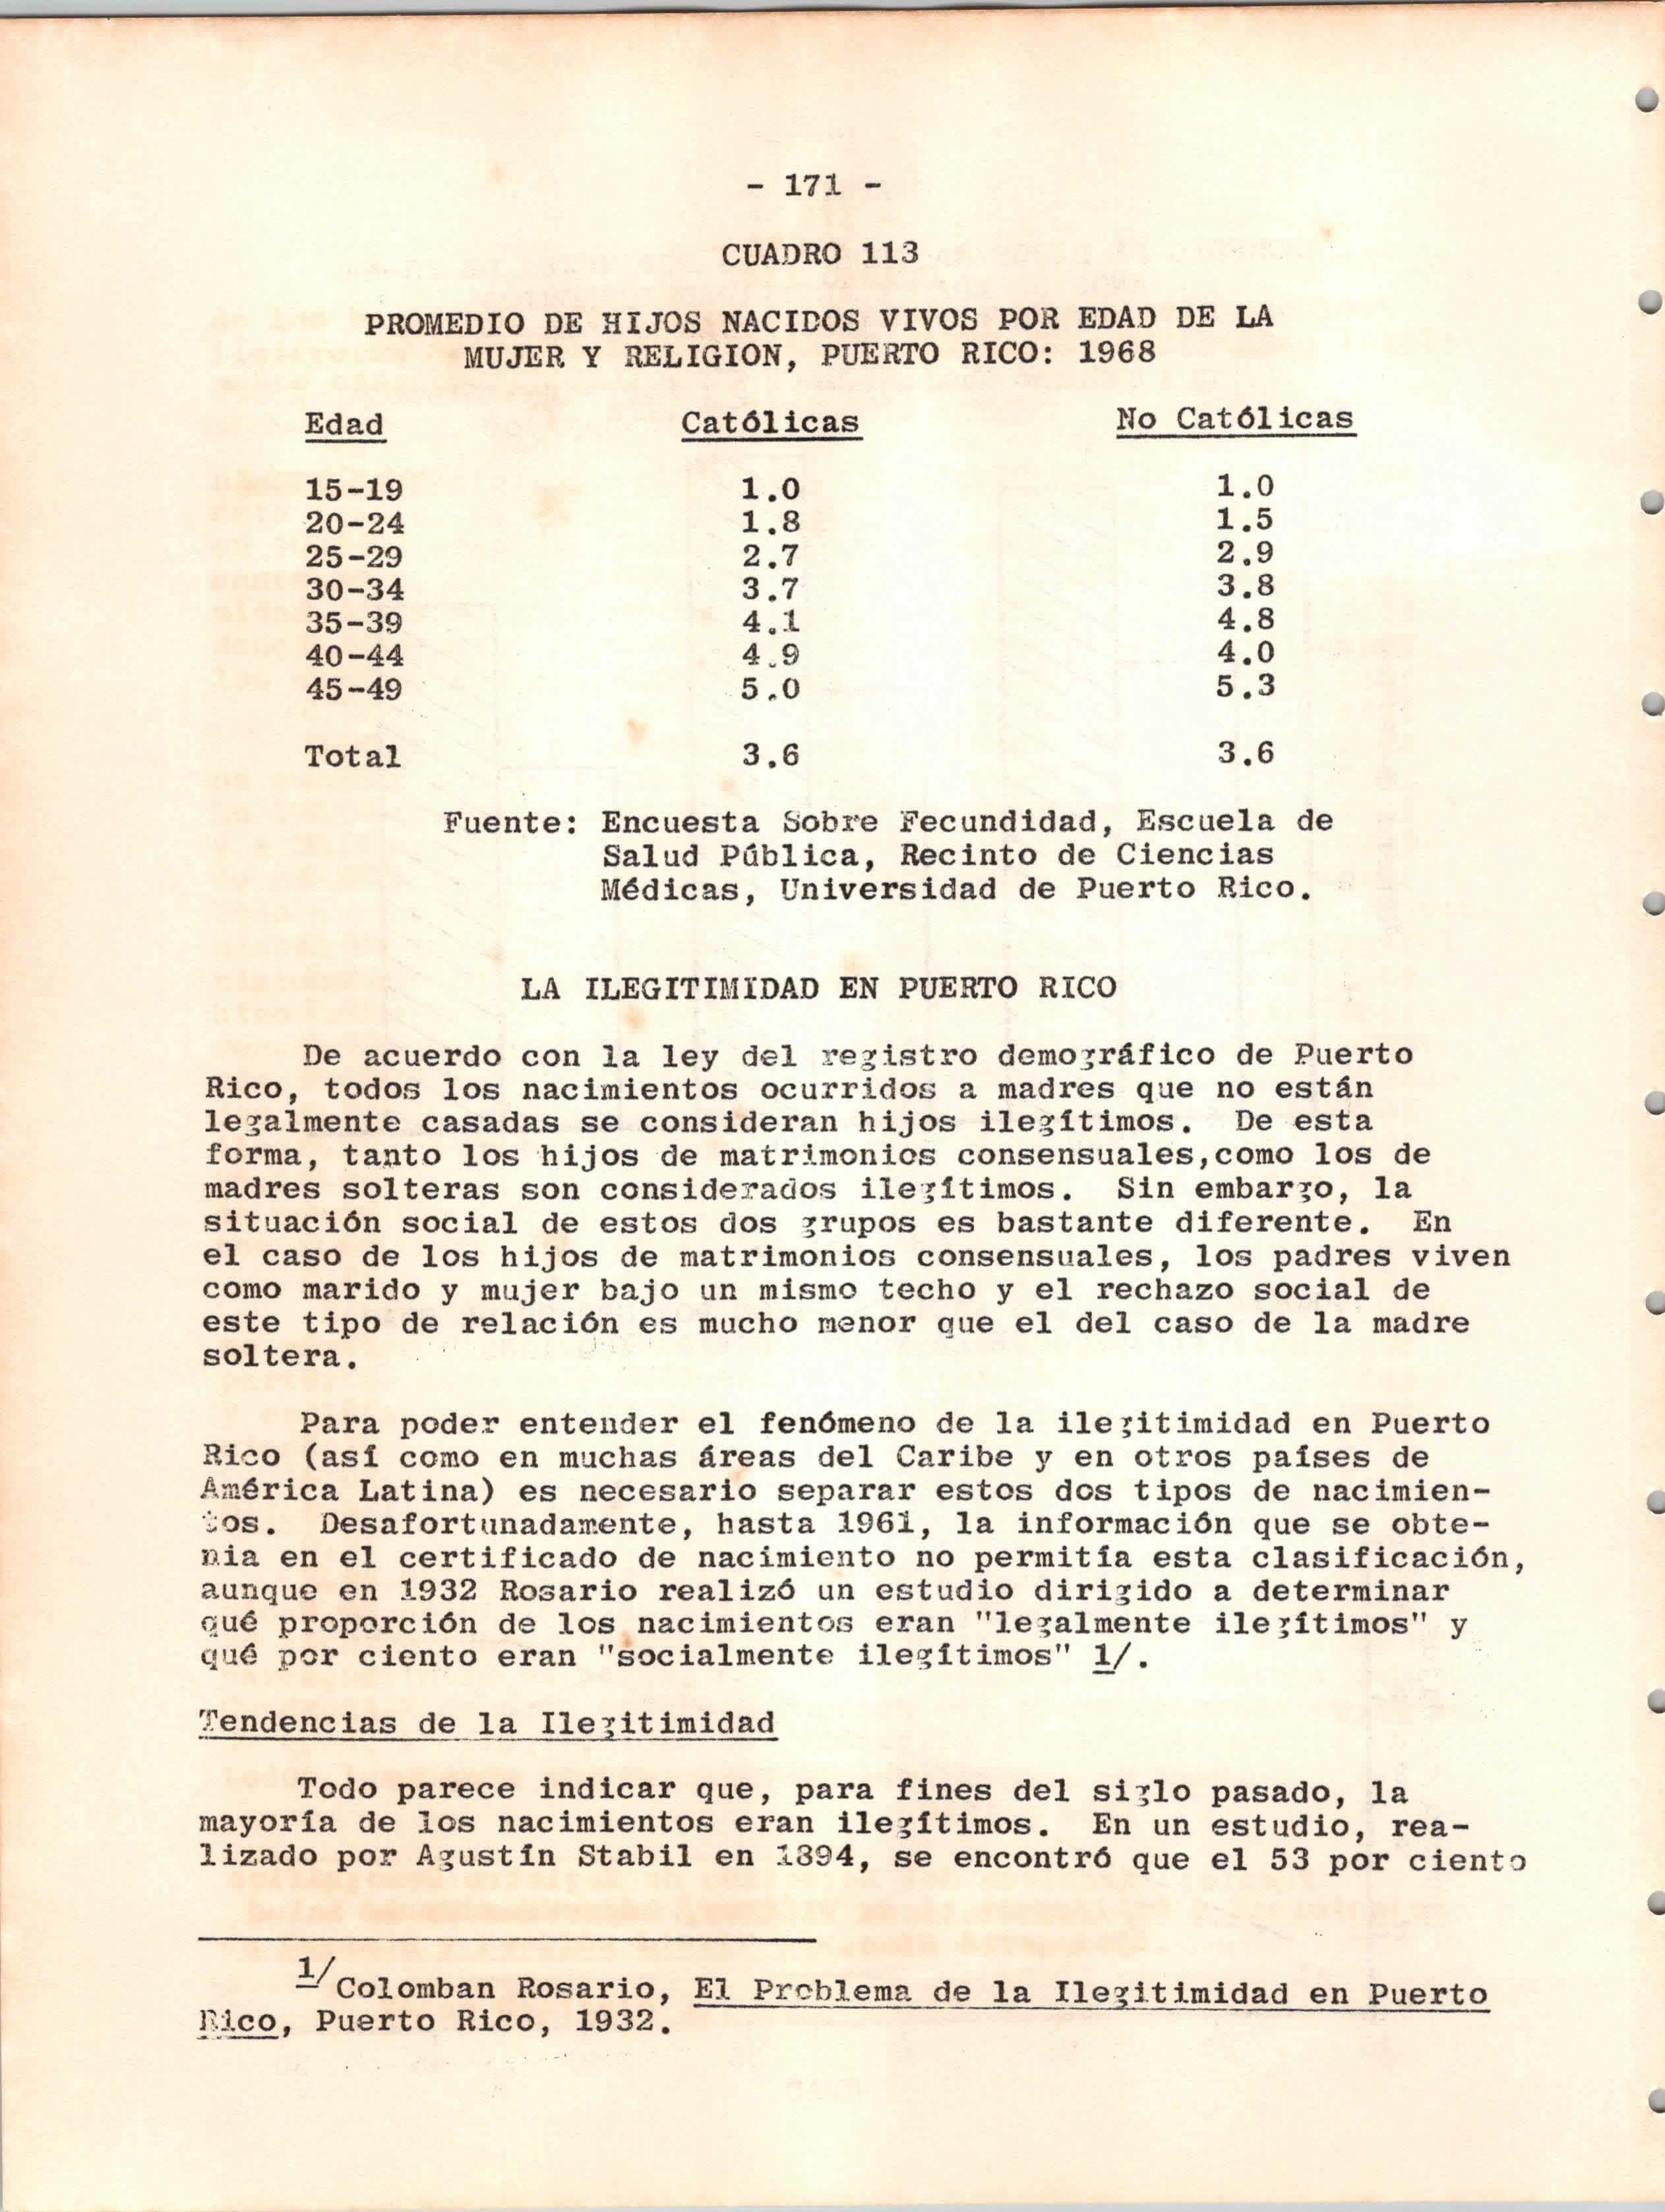 - 171 -
CUADRO 113
PROMEDIO DE HIJOS NACIDOS VIVOS POR EDAD DE LA
MUJER Y RELIGION, PUERTO RICO: 1968
Edad Católicas No Católicas
15-19 1.0 1.0
20-24 1.8 1.5
25-29 2.7 2.9
30-34 3.7 3.8
35-39 4.1 4.8
40-44 4.9 4.0
45-49 5.0 5.3
Total 3.6 3.6
Fuente: Encuesta Sobre Fecundidad, Escuela de
Salud Pública, Recinto de Ciencias
Médicas, Universidad de Puerto Rico.
LA ILEGITIMIDAD EN PUERTO RICO
De acuerdo con la ley del registro demográfico de Puerto
Rico, todos los nacimientos ocurridos a madres que no están
legalmente casadas se consideran hijos ilegítimos. De esta
forma, tanto los hijos de matrimonios consensuales,como los de
madres solteras son considerados ilegítimos. Sin embargo, la
situación social de estos dos grupos es bastante diferente. En
el caso de los hijos de matrimonios consensuales, los padres viven
como marido y mujer bajo un mismo techo y el rechazo social de
este tipo de relación es mucho menor que el del caso de la madre
soltera.
Para poder entender el fenómeno de la ilegitimidad en Puerto
Rico (así como en muchas áreas del Caribe y en otros países de
América Latina) es necesario separar estos dos tipos de nacimien-
tos. Desafortunadamente, hasta 1961, la información que se obte-
nia en el certificado de nacimiento no permitía esta clasificación,
aunque en 1932 Rosario realizó un estudio dirigido a determinar
qué proporción de los nacimientos eran "legalmente ilegítimos" y
qué por ciento eran "socialmente ilegítimos" 1/.
Tendencias de la Ilegitimidad
Todo parece indicar que, para fines del siglo pasado, la
mayoría de los nacimientos eran ilegítimos. En un estudio, rea-
lizado por Agustín Stabil en 1894, se encontró que el 53 por ciento
1/ Colomban Rosario, El Problema de la Ilegitimidad en Puerto
Rico, Puerto Rico, 1932.